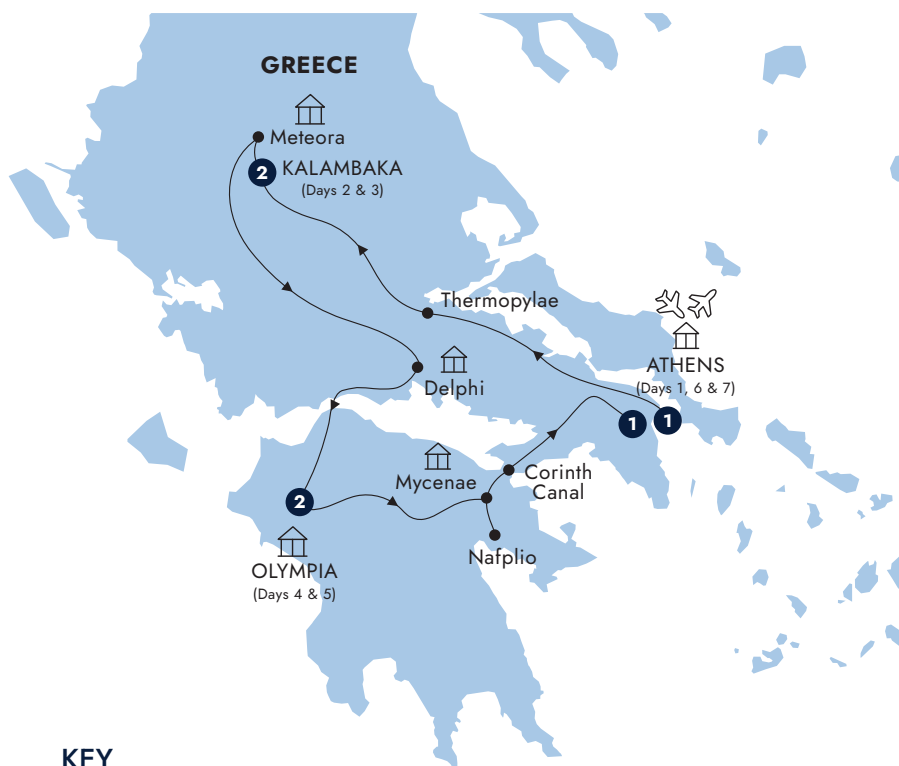 GREECE
Meteora
2
KALAMBAKA
(Days 2 & 3)
Thermopylae
ATHENS
(Days 1, 6 & 7)
Delphi
1
1
Mycenae
Corinth
Canal
2
Nafplio
OLYMPIA
(Days 4 & 5)
KEY